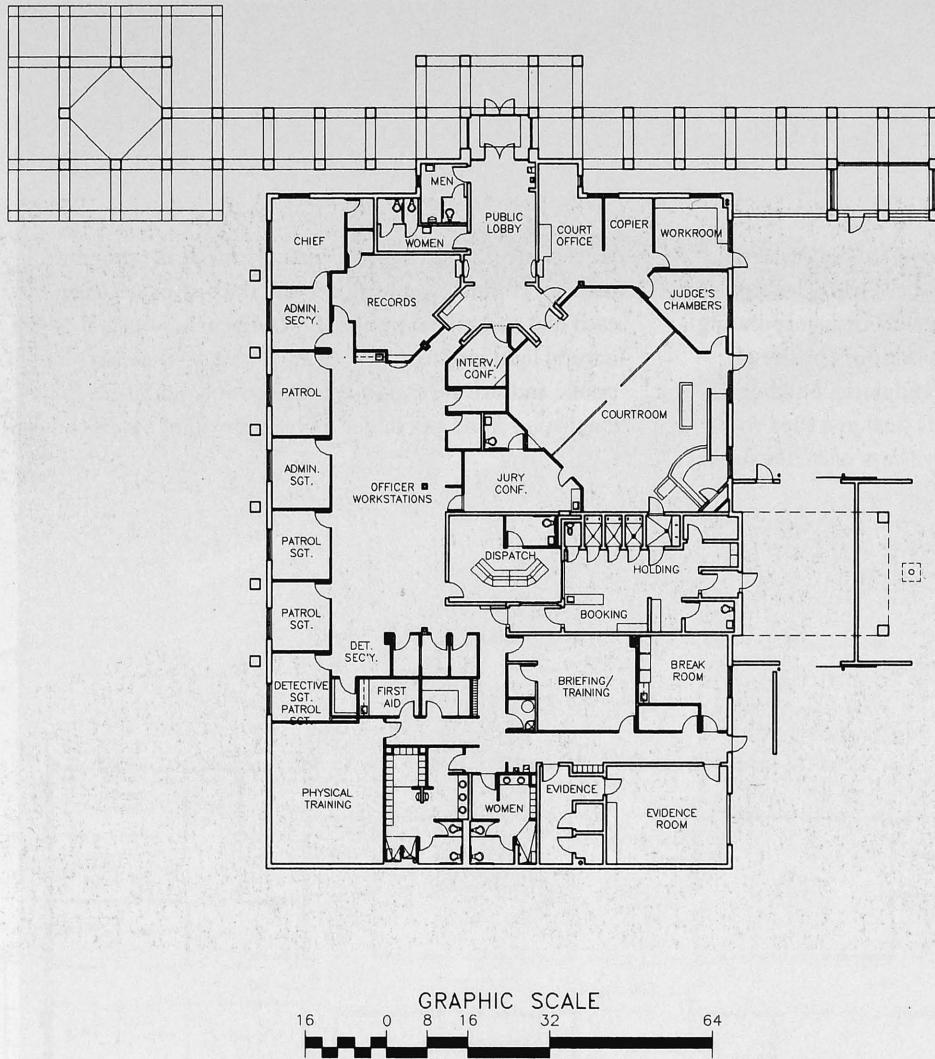 MEN
PUBLIC
LOBBY
COURT
OFFICE
COPIER
WORKROOM
CHIEF
WOMEN
RECORDS
JUDGE'S
CHAMBERS
ADMIN.
SEC'Y.
INTERV./
CONF.
PATROL
COURTROOM
ADMIN.
SGT.
OFFICER
WORKSTATIONS
JURY
CONF.
PATROL
SGT.
DISPATCH
HOLDING
PATROL
SGT.
BOOKING
DET.
SEC'Y.
BRIEFING/
TRAINING
BREAK
ROOM
DETECTIVE
SGT.
PATROL
SGT.
FIRST
AID
PHYSICAL
TRAINING
WOMEN
EVIDENCE
EVIDENCE
ROOM
GRAPHIC SCALE
16 0 8 16 32 64